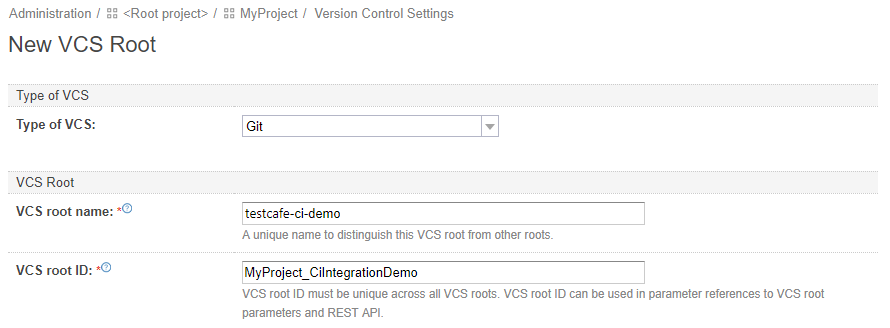 Administration / <Root project> / MyProject / Version Control Settings
New VCS Root
Type of VCS
Type of VCS: Git
VCS Root
VCS root name: * testcafe-ci-demo
A unique name to distinguish this VCS root from other roots.
VCS root ID: * MyProject_CiIntegrationDemo
VCS root ID must be unique across all VCS roots. VCS root ID can be used in parameter references to VCS root
parameters and REST API.